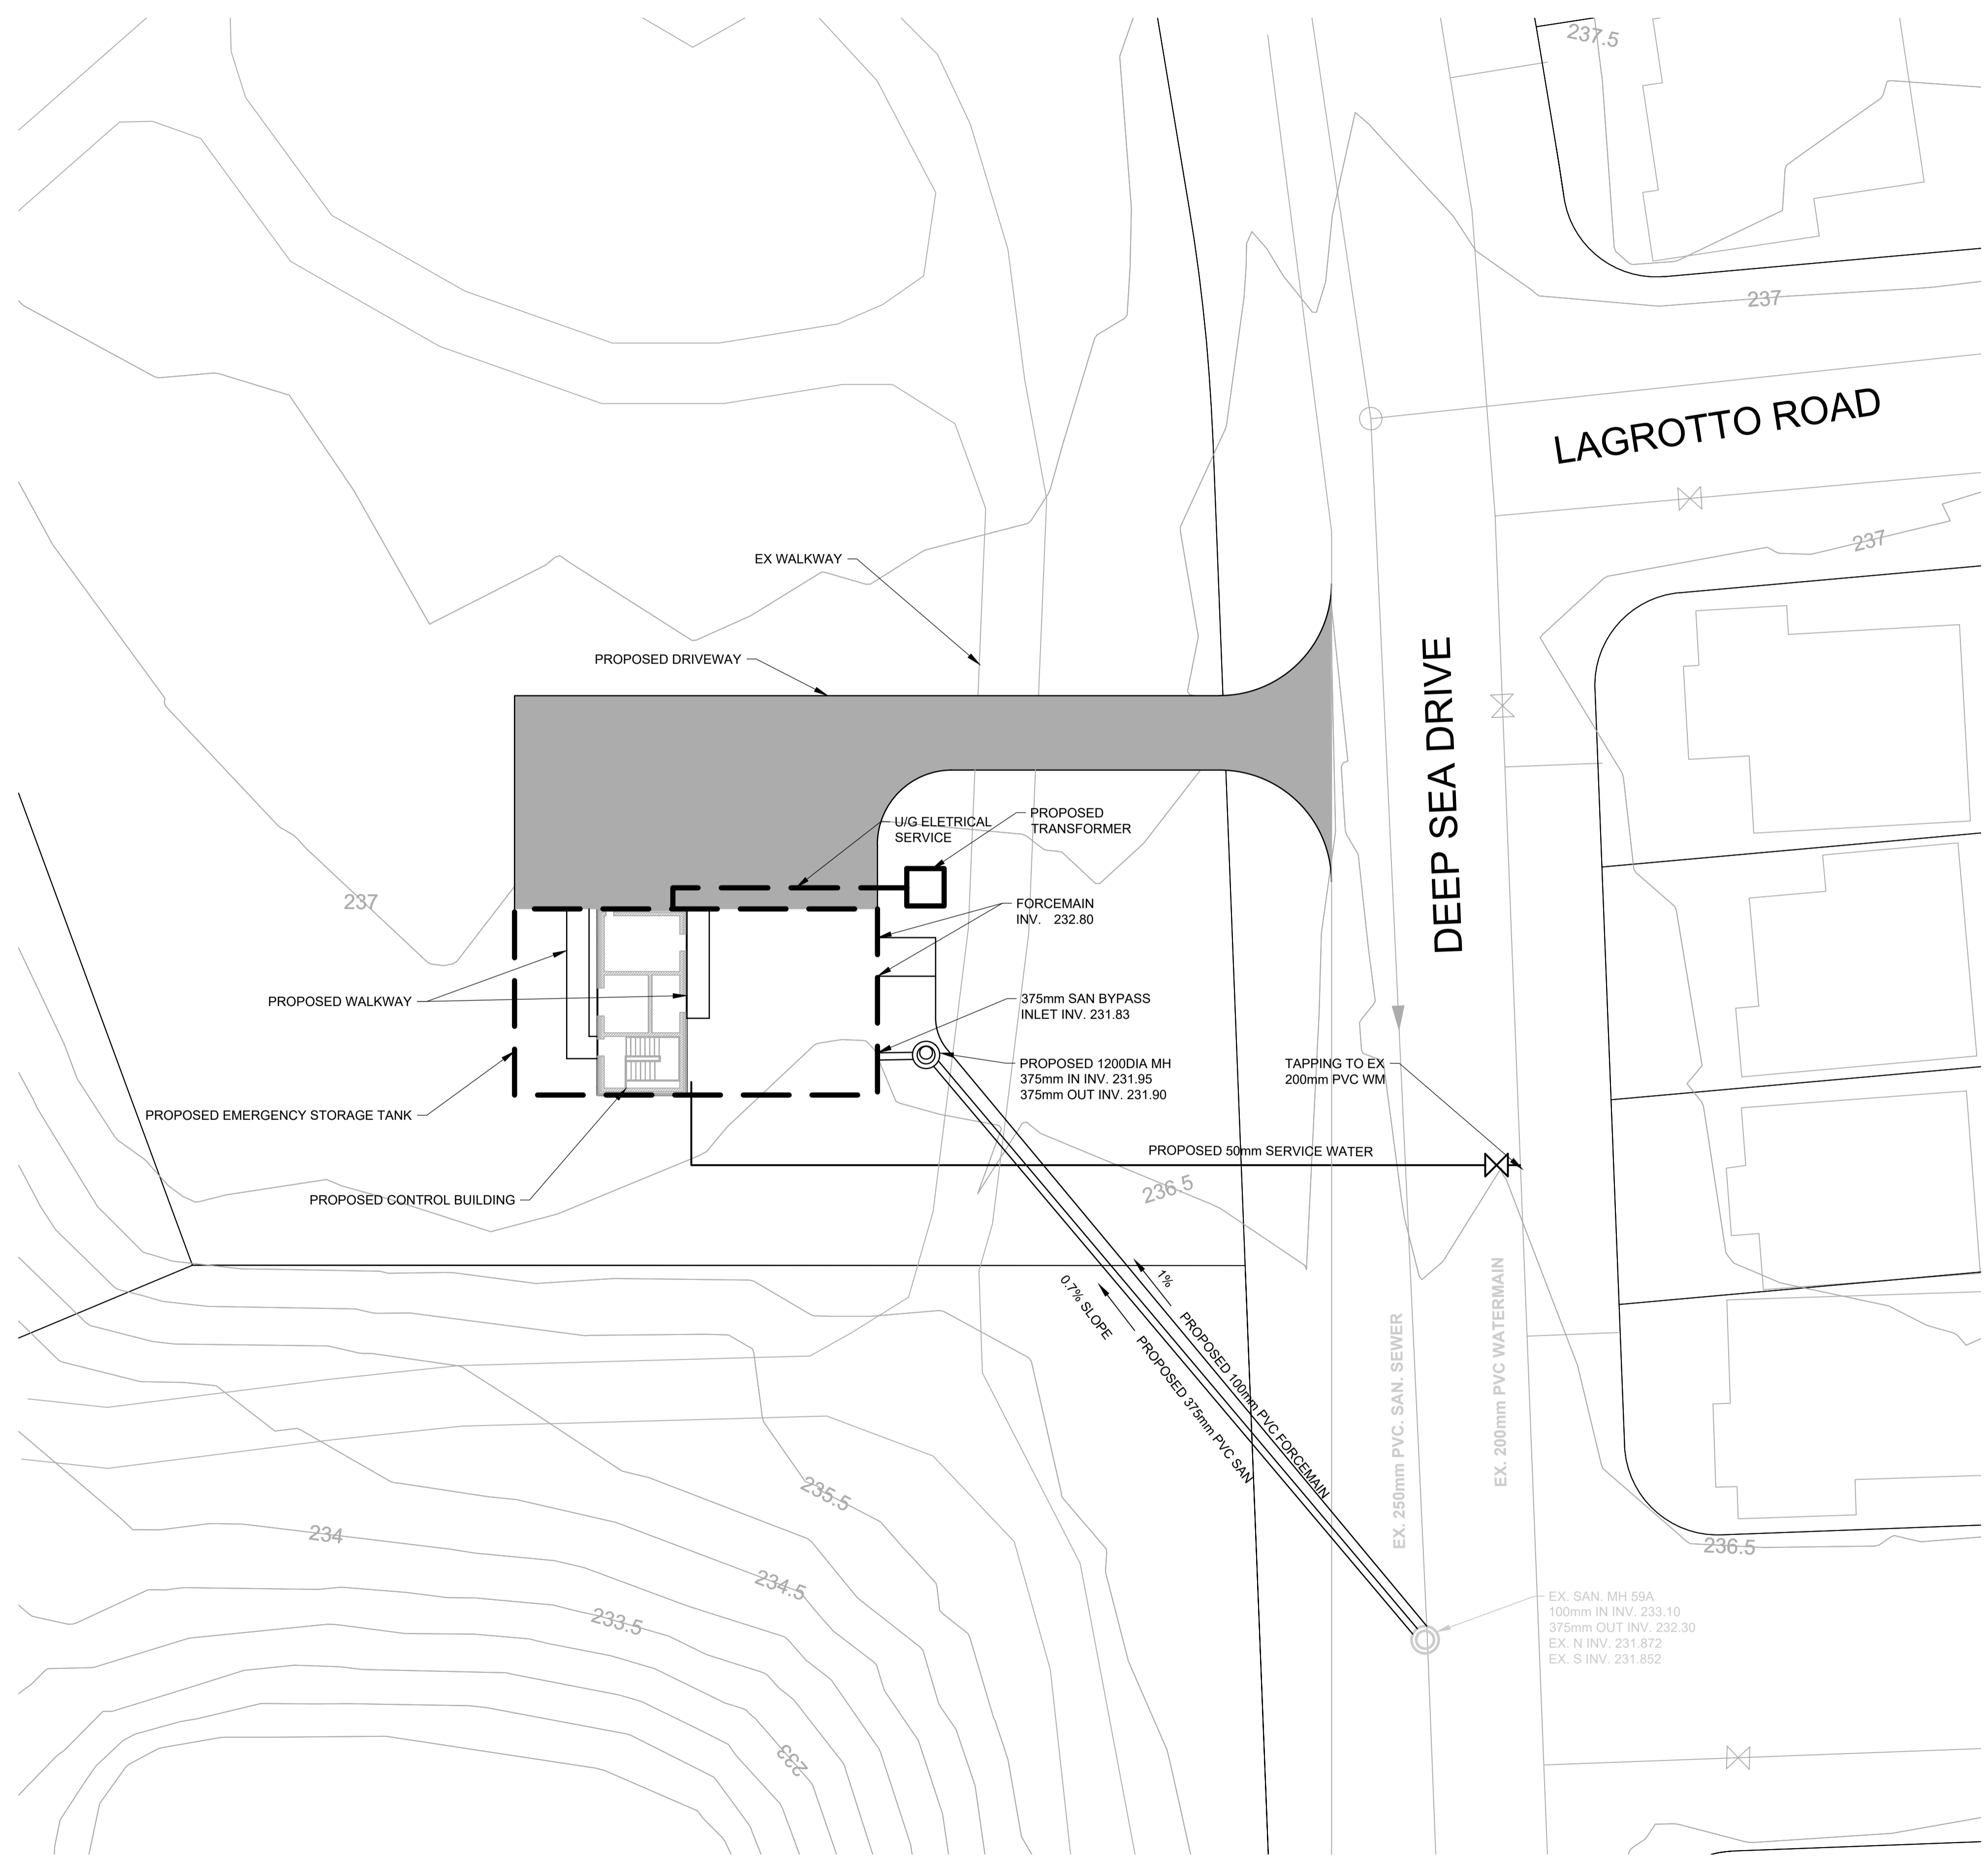 237.5
237
LAGROTTO ROAD
237
EX WALKWAY
PROPOSED DRIVEWAY
DEEP SEA DRIVE
U/G ELETRICAL
SERVICE
PROPOSED
TRANSFORMER
237
FORCEMAIN
INV. 232.80
PROPOSED WALKWAY
375mm SAN BYPASS
INLET INV. 231.83
PROPOSED 1200DIA MH
375mm IN INV. 231.95
375mm OUT INV. 231.90
TAPPING TO EX
200mm PVC WM
PROPOSED EMERGENCY STORAGE TANK
PROPOSED 50mm SERVICE WATER
PROPOSED CONTROL BUILDING
236.5
1%
0.7% SLOPE
PROPOSED 100mm PVC FORCEMAIN
PROPOSED 375mm PVC SAN
EX. 250mm PVC. SAN. SEWER
EX. 200mm PVC WATERMAIN
235.5
234
234.5
233.5
236.5
EX. SAN. MH 59A
100mm IN INV. 233.10
375mm OUT INV. 232.30
EX. N INV. 231.872
EX. S INV. 231.852
233